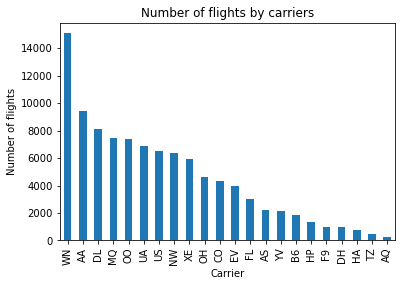 Number of flights by carriers
Number of flights
14000
12000
10000
8000
6000
4000
2000
0
WN AA DL MQ OO UA US NW XE OH CO EV FL AS YV B6 HP F9 DH HA TZ AQ
Carrier